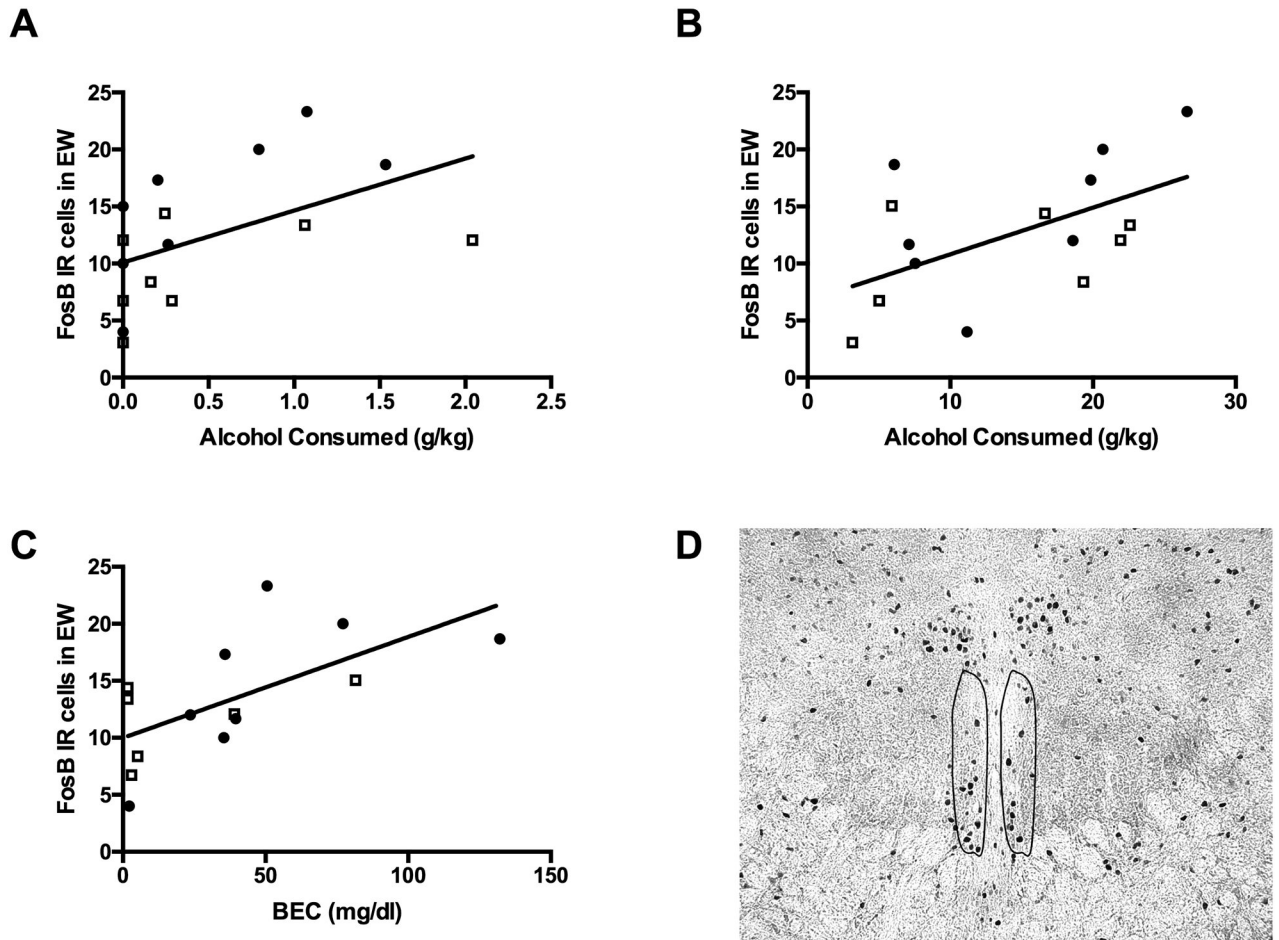 A
B
25
20
15
10
5
0
FosB IR cells in EW
0.0 0.5 1.0 1.5 2.0 2.5
Alcohol Consumed (g/kg)
25
20
15
10
5
0
FosB IR cells in EW
0 10 20 30
Alcohol Consumed (g/kg)
C
D
25
20
15
10
5
0
FosB IR cells in EW
0 50 100 150
BEC (mg/dl)